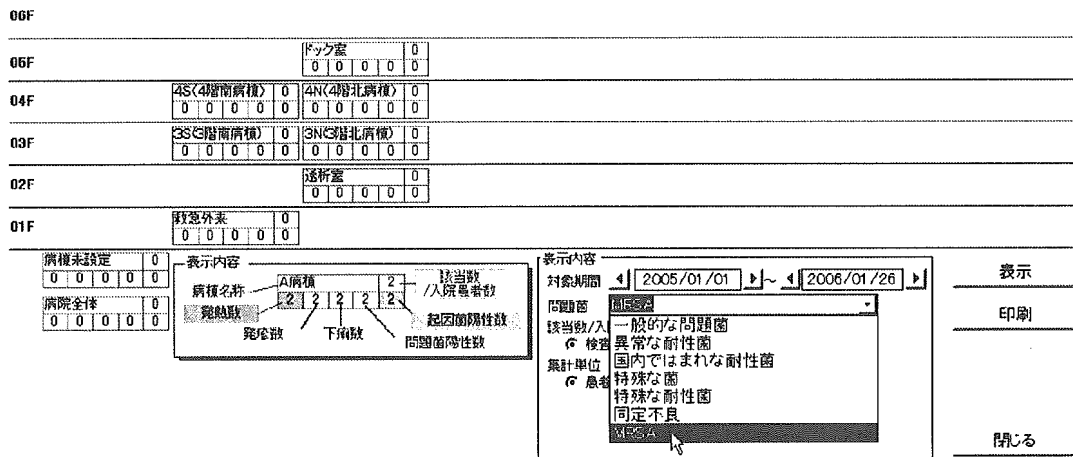 06F
05F
ドック室 0
0 0 0 0 0
04F
4S(4階南病棟) 0 4N(4階北病棟) 0
0 0 0 0 0 0 0 0 0 0
03F
3S(3階南病棟) 0 3N(3階北病棟) 0
0 0 0 0 0 0 0 0 0 0
02F
透析室 0
0 0 0 0 0
01F
救急外来 0
0 0 0 0 0
病棟未設定 0
0 0 0 0 0
病院全体 0
0 0 0 0 0
表示内容
病棟名称
A病棟 2
該当数
/入院患者数
2 2 2 2 2
発熱数
発疹数
下痢数
起因菌陽性数
問題菌陽性数
表示内容
対象期間 2005/01/01 ～ 2006/01/26
問題菌 MRSA
該当数/入
検査
集計単位
患者
一般的な問題菌
異常な耐性菌
国内ではまれな耐性菌
特殊な菌
特殊な耐性菌
同定不良
MRSA
表示
印刷
閉じる